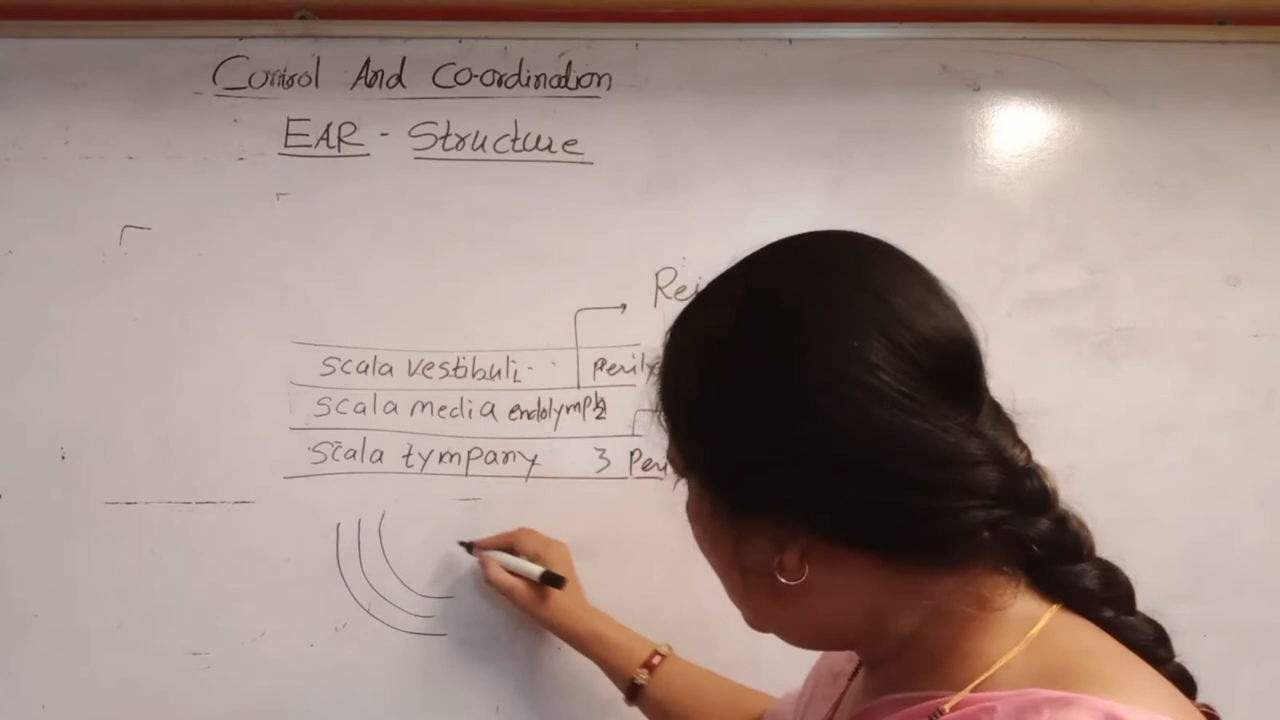 Control And Co-ordination
EAR - Structure
Scala vestibuli
Scala media endolymph
Scala tympany 3